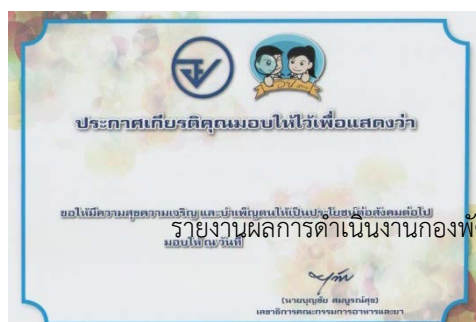 อย.
ประกาศเกียรติคุณมอบให้ไว้เพื่อแสดงว่า
ขอให้มีความสุขความเจริญ และบำเพ็ญตนให้เป็นประโยชน์ต่อสังคมต่อไป
รายงานผลการดำเนินงานกองพั
มอบให้ ณ วันที่
(นายบุญชัย สมบูรณ์สุข)
เลขาธิการคณะกรรมการอาหารและยา